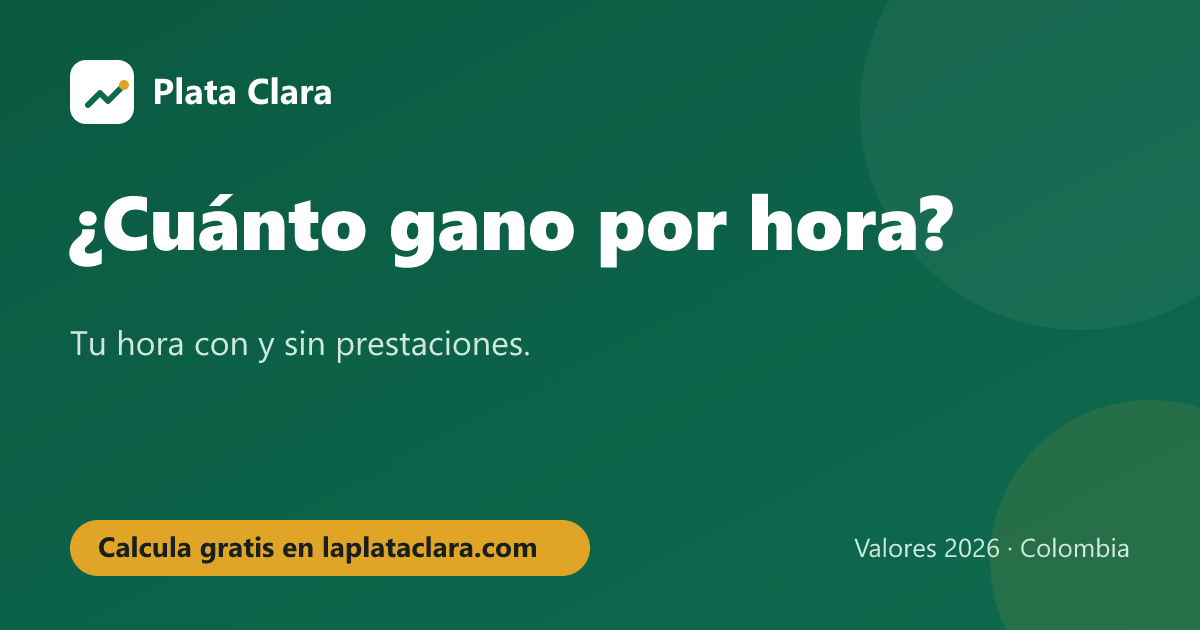 Plata Clara
¿Cuánto gano por hora?
Tu hora con y sin prestaciones.
Calcula gratis en laplataclara.com
Valores 2026 · Colombia